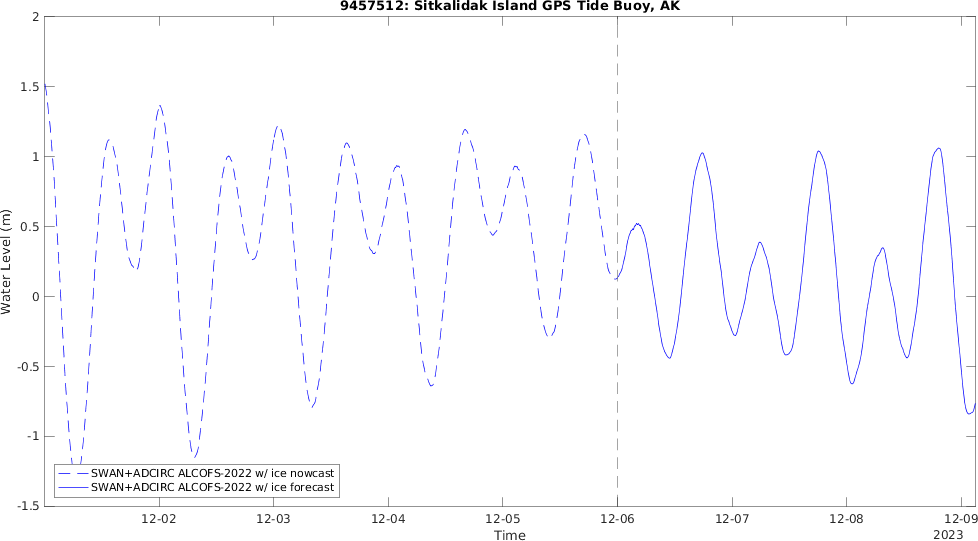 9457512: Sitkalidak Island GPS Tide Buoy, AK
2
1.5
1
0.5
0
-0.5
-1
-1.5
Water Level (m)
SWAN+ADCIRC ALCOFS-2022 w/ ice nowcast
SWAN+ADCIRC ALCOFS-2022 w/ ice forecast
12-02 12-03 12-04 12-05 12-06 12-07 12-08 12-09
Time
2023